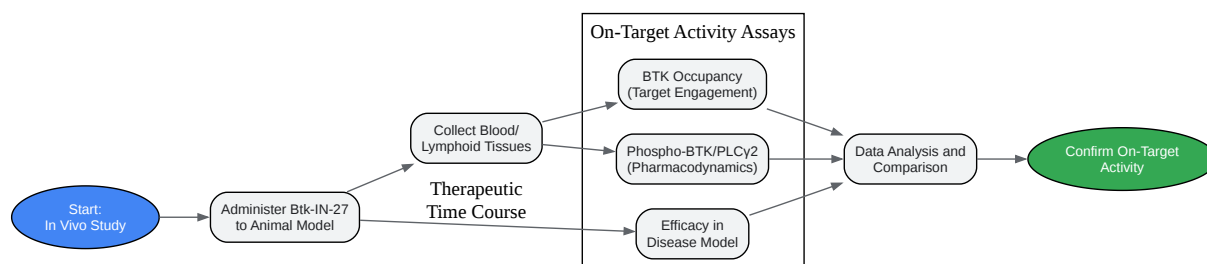 Start:
In Vivo Study
Administer Btk-IN-27
to Animal Model
Collect Blood/
Lymphoid Tissues
Therapeutic
Time Course
On-Target Activity Assays
BTK Occupancy
(Target Engagement)
Phospho-BTK/PLCγ2
(Pharmacodynamics)
Efficacy in
Disease Model
Data Analysis and
Comparison
Confirm On-Target
Activity